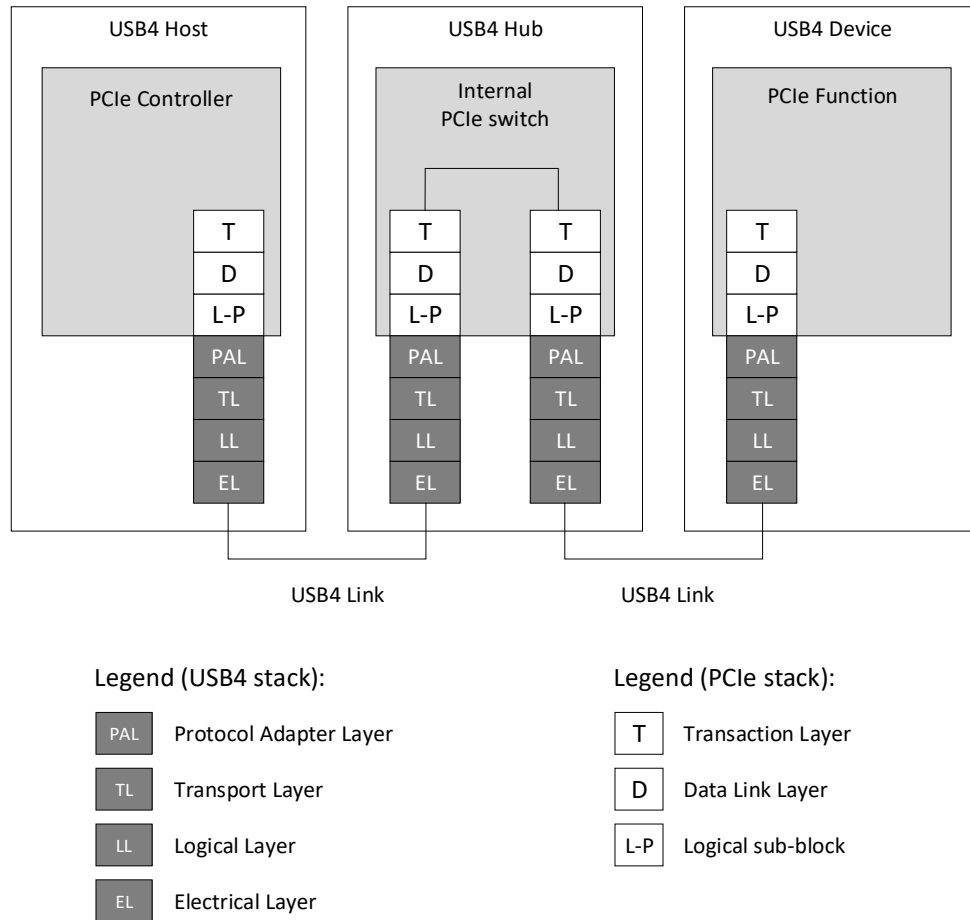 USB4 Host
USB4 Hub
USB4 Device
PCIe Controller
Internal
PCIe switch
PCIe Function
T
D
L-P
PAL
TL
LL
EL
T
D
L-P
PAL
TL
LL
EL
T
D
L-P
PAL
TL
LL
EL
T
D
L-P
PAL
TL
LL
EL
USB4 Link
USB4 Link
Legend (USB4 stack):
PAL Protocol Adapter Layer
TL Transport Layer
LL Logical Layer
EL Electrical Layer
Legend (PCIe stack):
T Transaction Layer
D Data Link Layer
L-P Logical sub-block